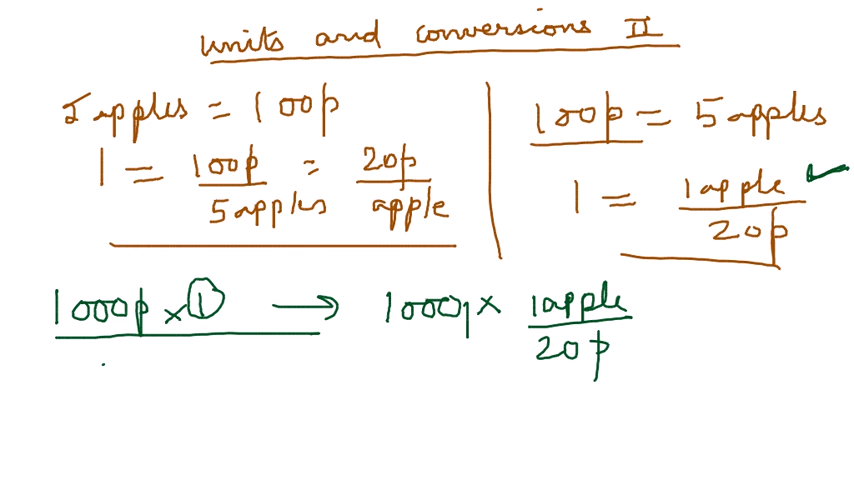 units and conversions II
5 apples = 100p
1 = 100p / 5 apples = 20p / apple
100p = 5 apples
1 = 1 apple / 20p ✓
1000p × 1 → 1000p × 1 apple / 20p